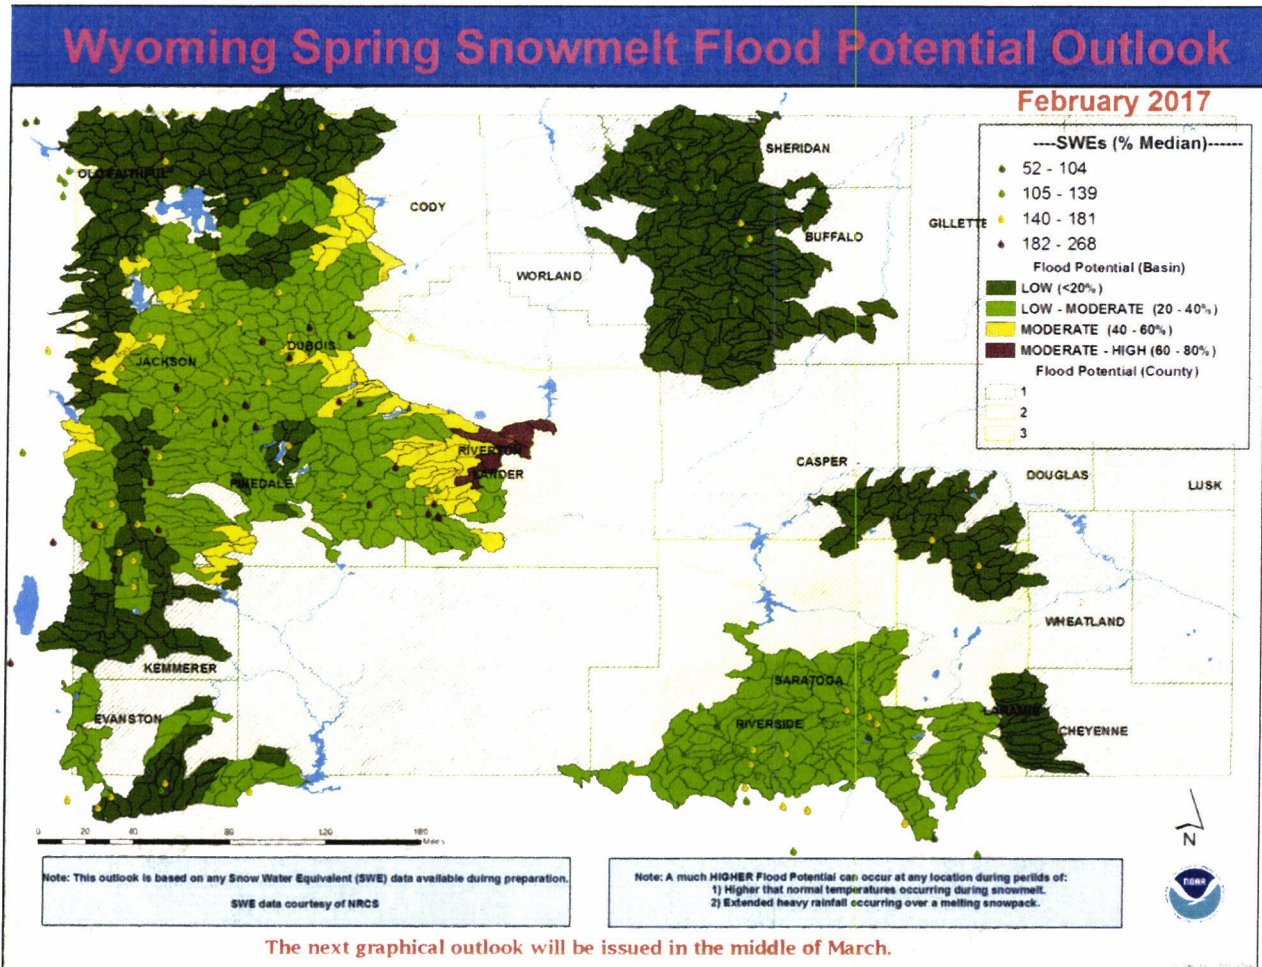 Wyoming Spring Snowmelt Flood Potential Outlook
February 2017
----SWEs (% Median)------
52 - 104
105 - 139
140 - 181
182 - 268
Flood Potential (Basin)
LOW (<20%)
LOW - MODERATE (20 - 40%)
MODERATE (40 - 60%)
MODERATE - HIGH (60 - 80%)
Flood Potential (County)
1
2
3
SHERIDAN
OLD FAITHFUL
CODY
GILLETTE
BUFFALO
WORLAND
DUBOIS
JACKSON
RIVERTON
LANDER
CASPER
DOUGLAS
LUSK
PINEDALE
WHEATLAND
KEMMERER
SARATOGA
LARAMIE
EVANSTON
RIVERSIDE
CHEYENNE
0 20 40 80 120 160
Miles
N
NOAA
Note: This outlook is based on any Snow Water Equivalent (SWE) data available duirng preparation.
SWE data courtesy of NRCS
Note: A much HIGHER Flood Potential can occur at any location during periids of:
1) Higher that normal temperatures occurring during snowmelt.
2) Extended heavy rainfall occurring over a melting snowpack.
The next graphical outlook will be issued in the middle of March.